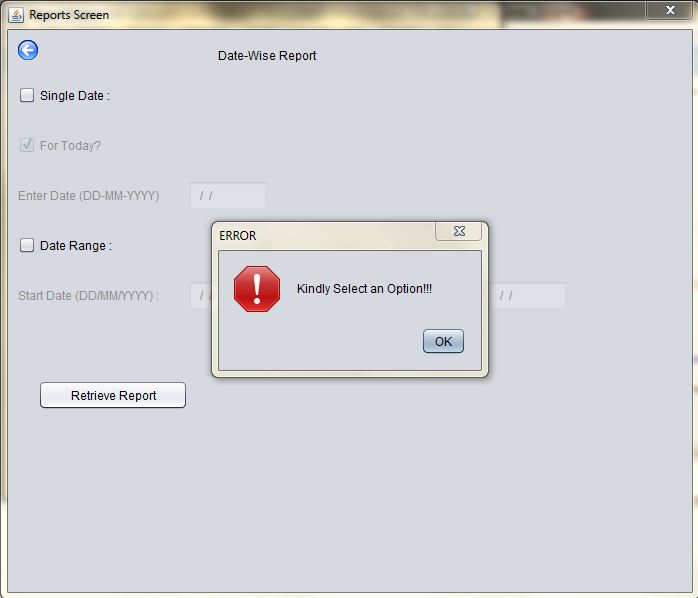 Reports Screen
Date-Wise Report
Single Date :
For Today?
Enter Date (DD-MM-YYYY) / /
ERROR
Kindly Select an Option!!!
OK
Date Range :
Start Date (DD/MM/YYYY) : / / / /
Retrieve Report